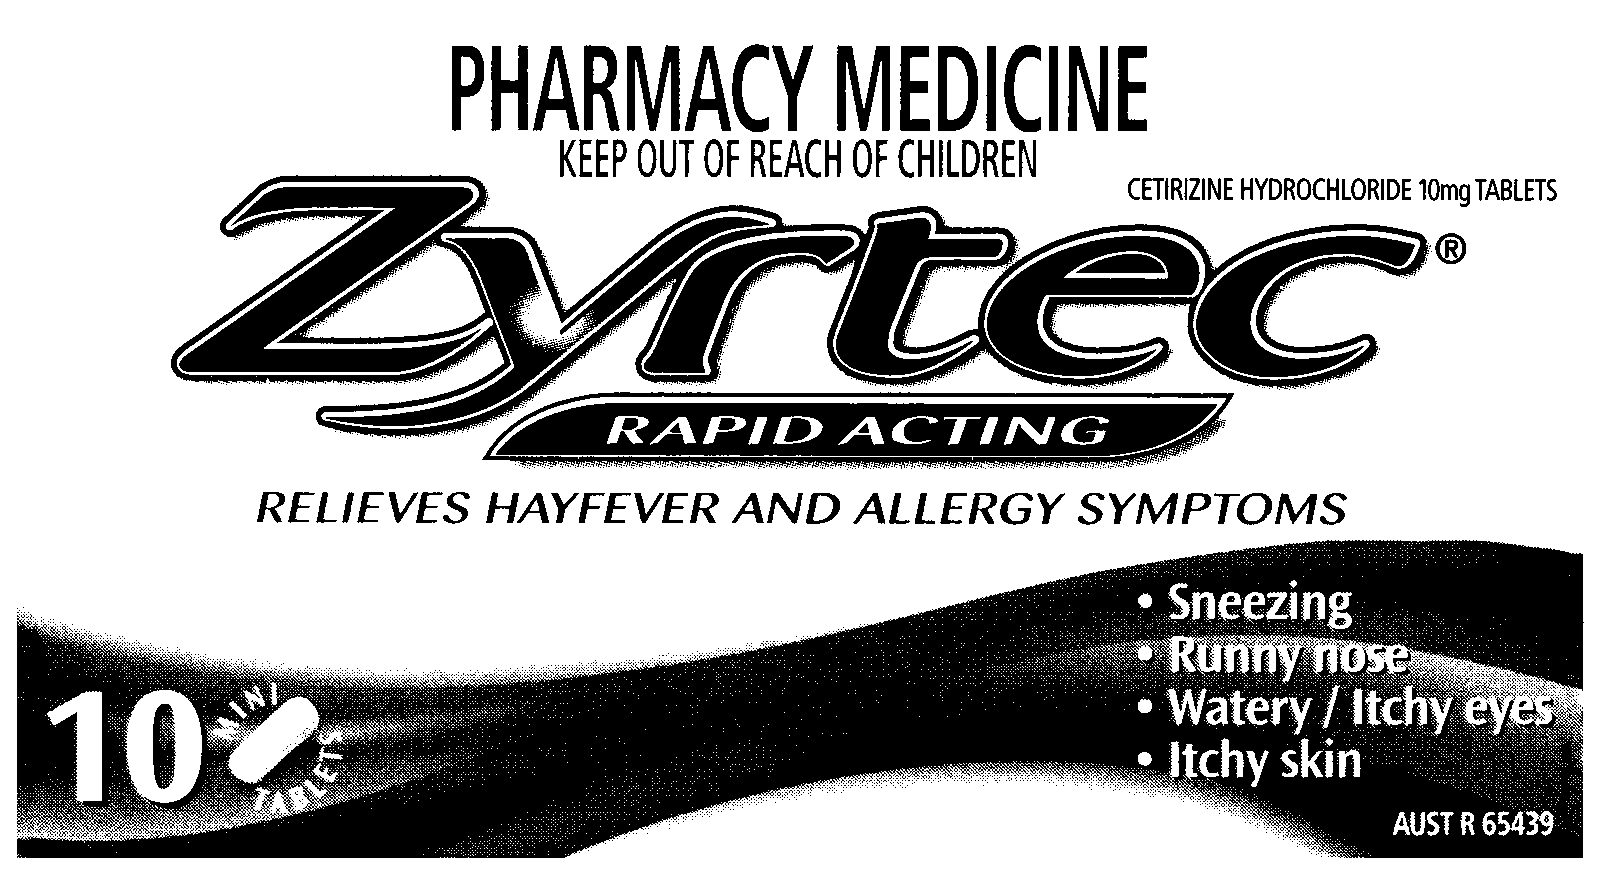 PHARMACY MEDICINE
KEEP OUT OF REACH OF CHILDREN
CETIRIZINE HYDROCHLORIDE 10mg TABLETS
Zyrtec®
RAPID ACTING
RELIEVES HAYFEVER AND ALLERGY SYMPTOMS
• Sneezing
• Runny nose
• Watery / Itchy eyes
• Itchy skin
10 MINI TABLETS
AUST R 65439